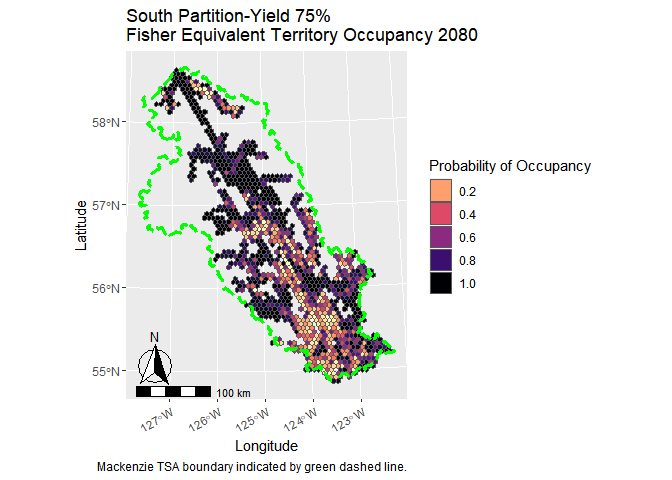 South Partition-Yield 75%
Fisher Equivalent Territory Occupancy 2080
58°N
57°N
56°N
55°N
Latitude
N
100 km
127°W
126°W
125°W
124°W
123°W
Longitude
Mackenzie TSA boundary indicated by green dashed line.
Probability of Occupancy
0.2
0.4
0.6
0.8
1.0